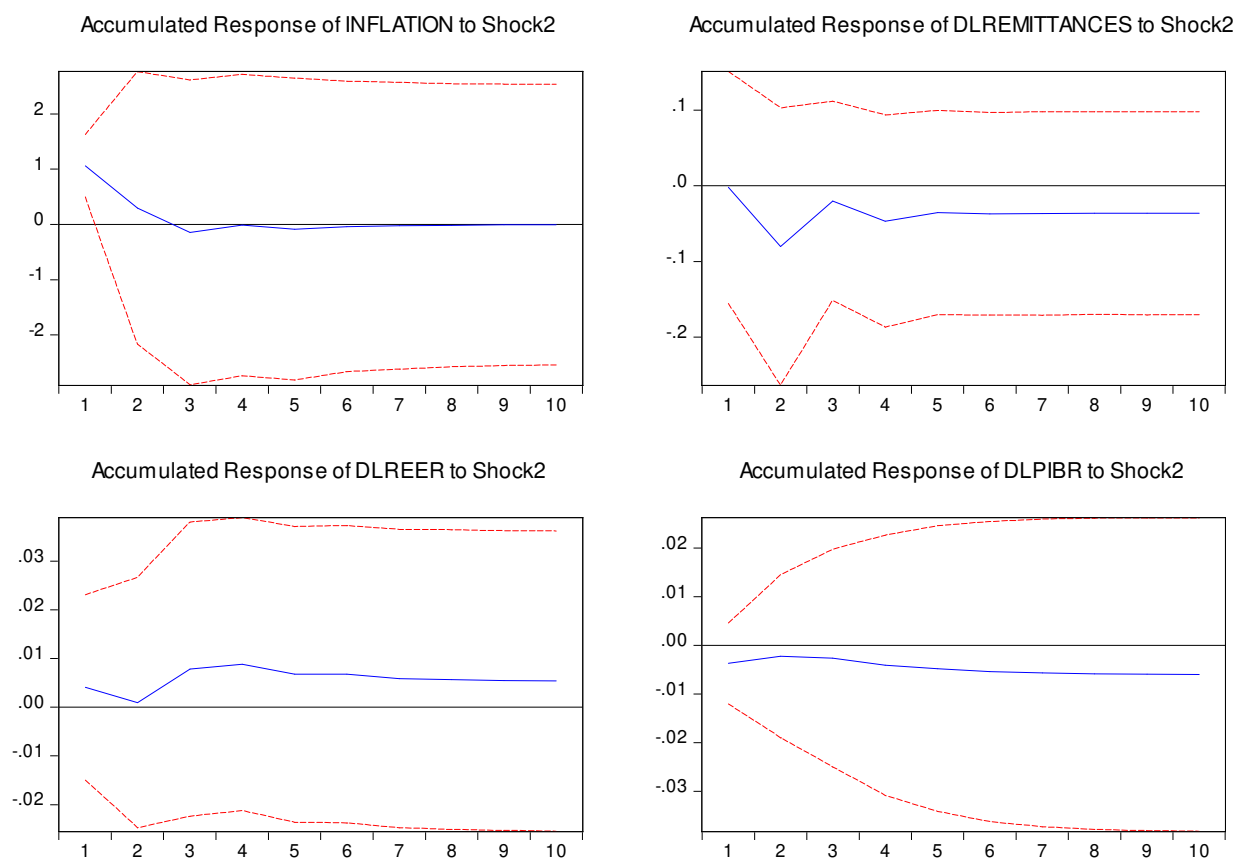 Accumulated Response of INFLATION to Shock2
2
1
0
-1
-2
1 2 3 4 5 6 7 8 9 10
Accumulated Response of DLREMITTANCES to Shock2
.1
.0
-.1
-.2
1 2 3 4 5 6 7 8 9 10
Accumulated Response of DLREER to Shock2
.03
.02
.01
.00
-.01
-.02
1 2 3 4 5 6 7 8 9 10
Accumulated Response of DLPIBR to Shock2
.02
.00
-.01
-.02
-.03
1 2 3 4 5 6 7 8 9 10